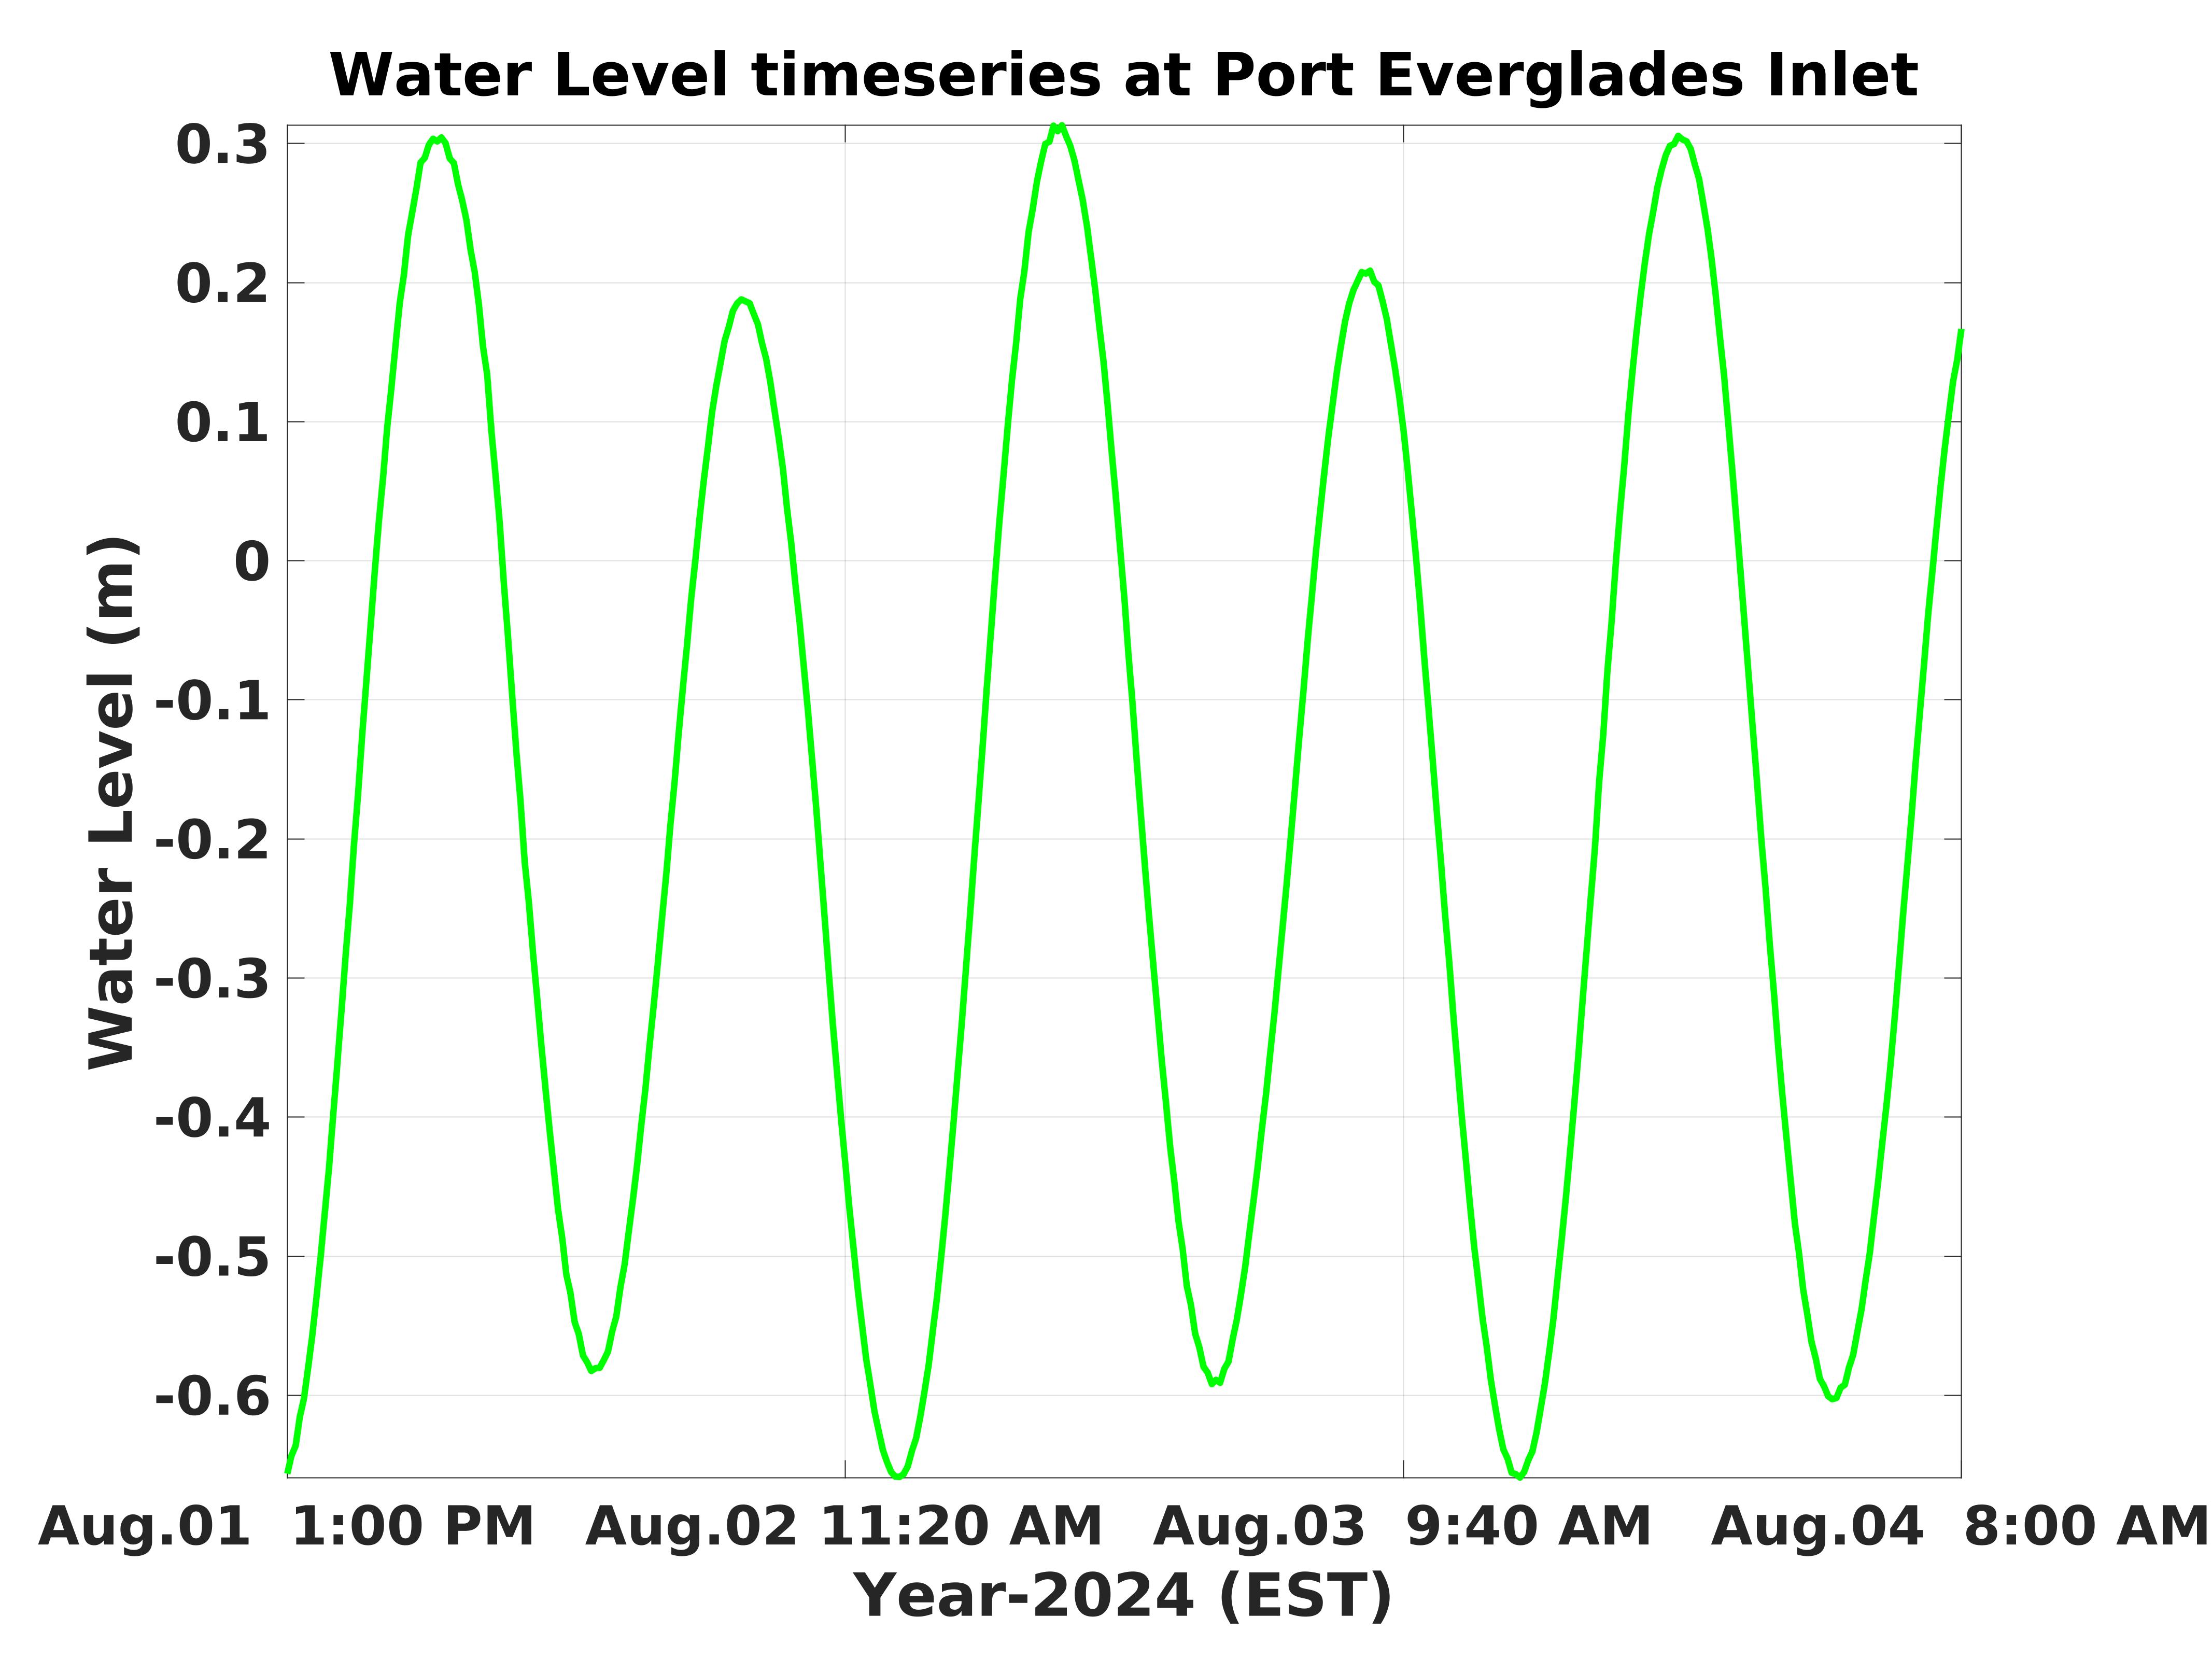 Water Level timeseries at Port Everglades Inlet
0.3
0.2
0.1
0
-0.1
-0.2
-0.3
-0.4
-0.5
-0.6
Water Level (m)
Aug.01 1:00 PM Aug.02 11:20 AM Aug.03 9:40 AM Aug.04 8:00 AM
Year-2024 (EST)